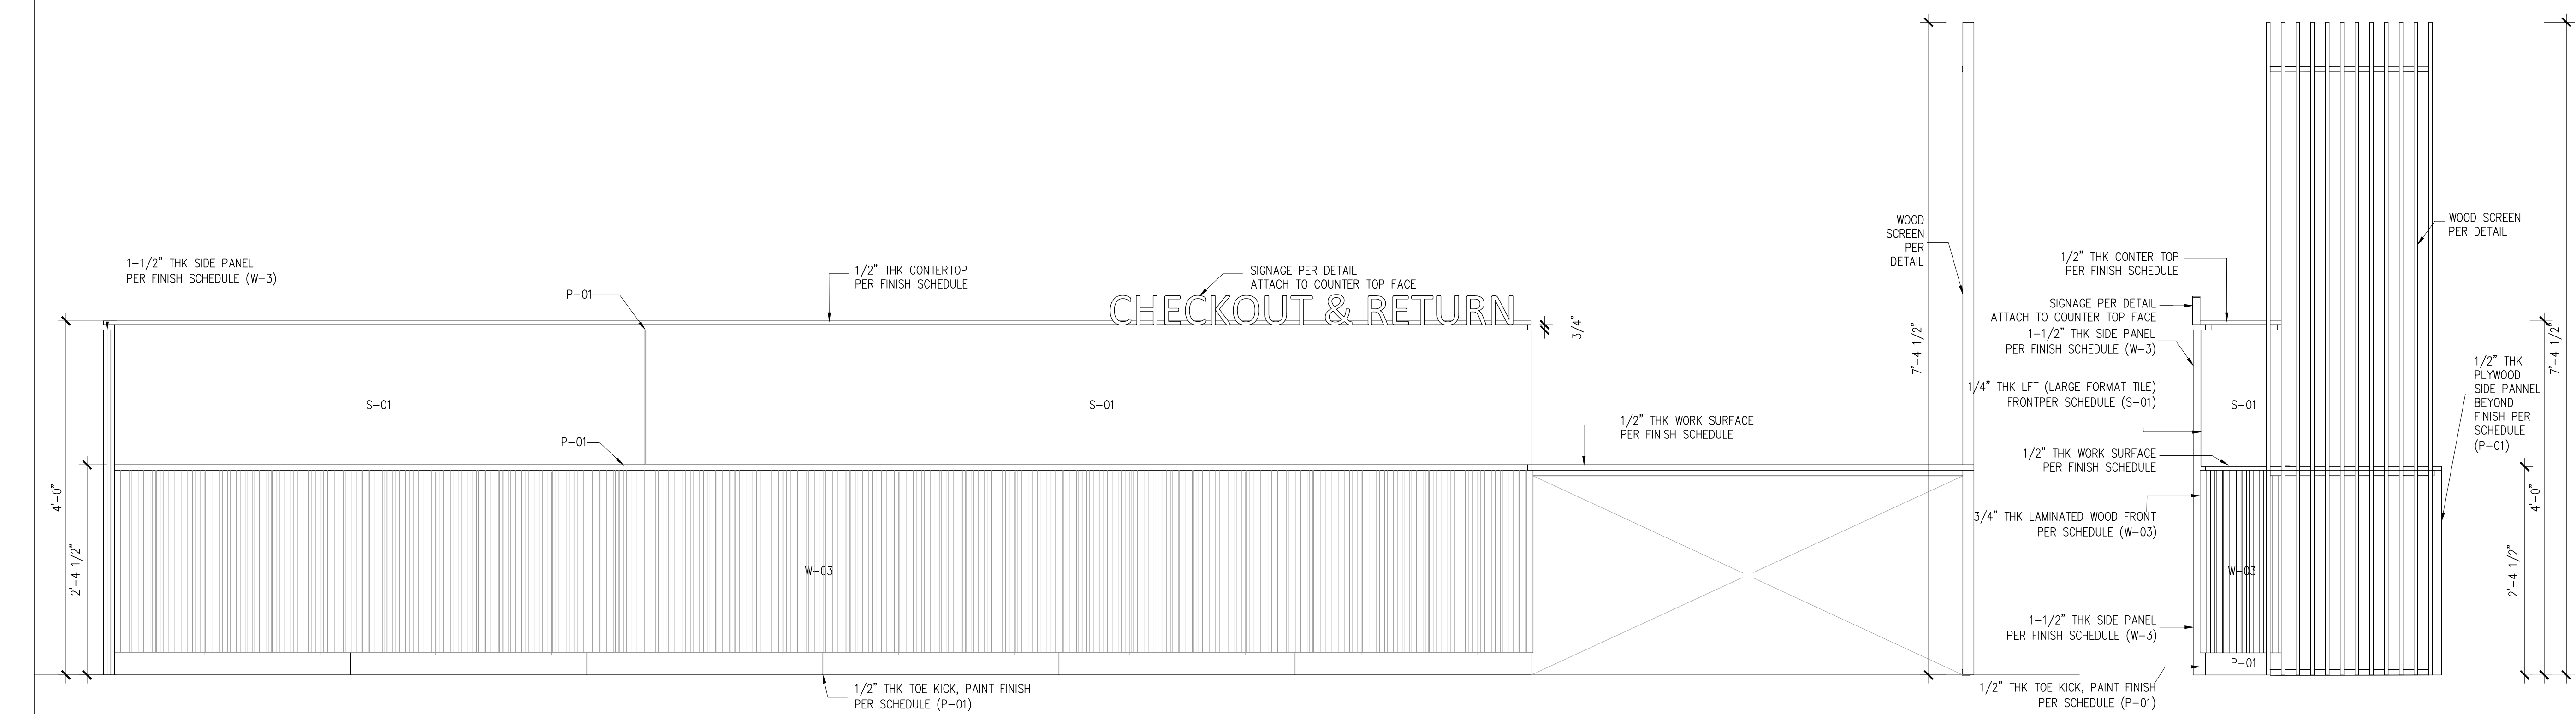 1-1/2" THK SIDE PANEL
PER FINISH SCHEDULE (W-3)
P-01
1/2" THK CONTERTOP
PER FINISH SCHEDULE
SIGNAGE PER DETAIL
ATTACH TO COUNTER TOP FACE
CHECKOUT & RETURN
3/4"
4'-0"
2'-4 1/2"
S-01
S-01
P-01
W-03
1/2" THK TOE KICK, PAINT FINISH
PER SCHEDULE (P-01)
1/2" THK WORK SURFACE
PER FINISH SCHEDULE
WOOD
SCREEN
PER
DETAIL
7'-4 1/2"
1/2" THK CONTER TOP
PER FINISH SCHEDULE
SIGNAGE PER DETAIL
ATTACH TO COUNTER TOP FACE
1-1/2" THK SIDE PANEL
PER FINISH SCHEDULE (W-3)
1/4" THK LFT (LARGE FORMAT TILE)
FRONTPER SCHEDULE (S-01)
S-01
1/2" THK WORK SURFACE
PER FINISH SCHEDULE
3/4" THK LAMINATED WOOD FRONT
PER SCHEDULE (W-03)
W-03
1-1/2" THK SIDE PANEL
PER FINISH SCHEDULE (W-3)
P-01
1/2" THK TOE KICK, PAINT FINISH
PER SCHEDULE (P-01)
WOOD SCREEN
PER DETAIL
1/2" THK
PLYWOOD
SIDE PANNEL
BEYOND
FINISH PER
SCHEDULE
(P-01)
2'-4 1/2"
4'-0"
7'-4 1/2"